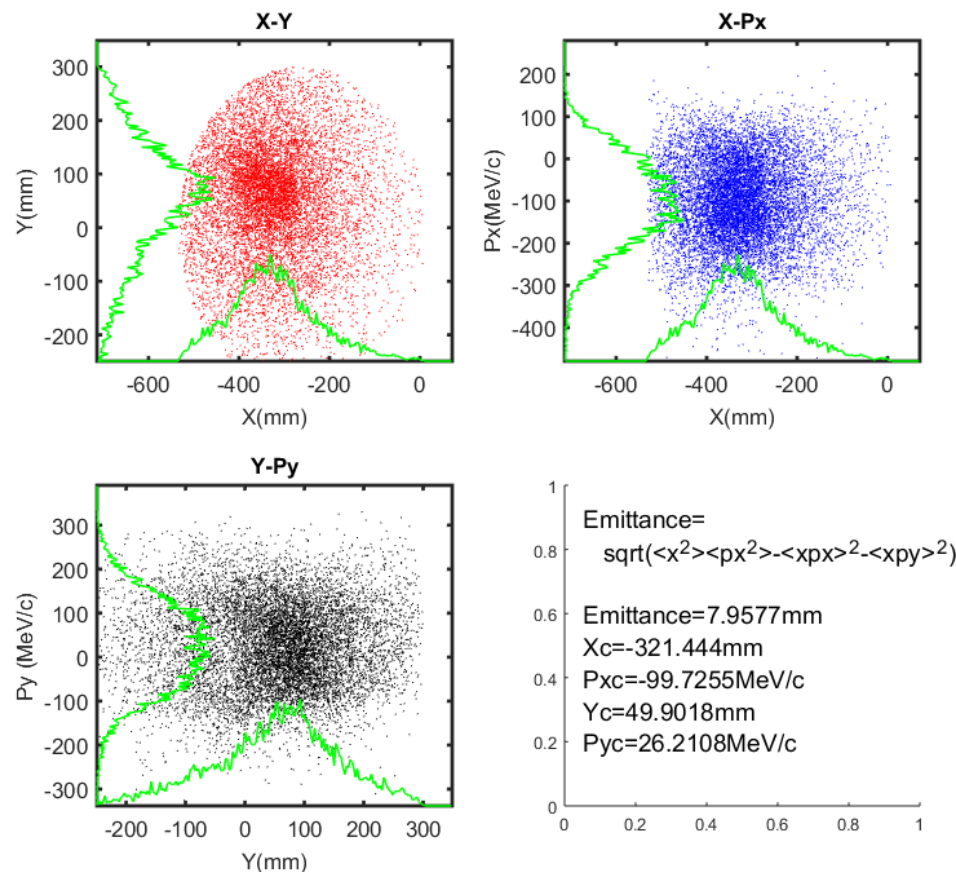 X-Y
300
200
100
0
-100
-200
Y(mm)
-600
-400
-200
0
X(mm)
X-Px
200
100
0
-100
-200
-300
-400
Px(MeV/c)
-600
-400
-200
0
X(mm)
Y-Py
300
200
100
0
-100
-200
-300
Py (MeV/c)
-200
-100
0
100
200
300
Y(mm)
1
0.8
0.6
0.4
0.2
0
0
0.2
0.4
0.6
0.8
1
Emittance=
sqrt(<x²><px²>-<xpx>²-<xpy>²)
Emittance=7.9577mm
Xc=-321.444mm
Pxc=-99.7255MeV/c
Yc=49.9018mm
Pyc=26.2108MeV/c